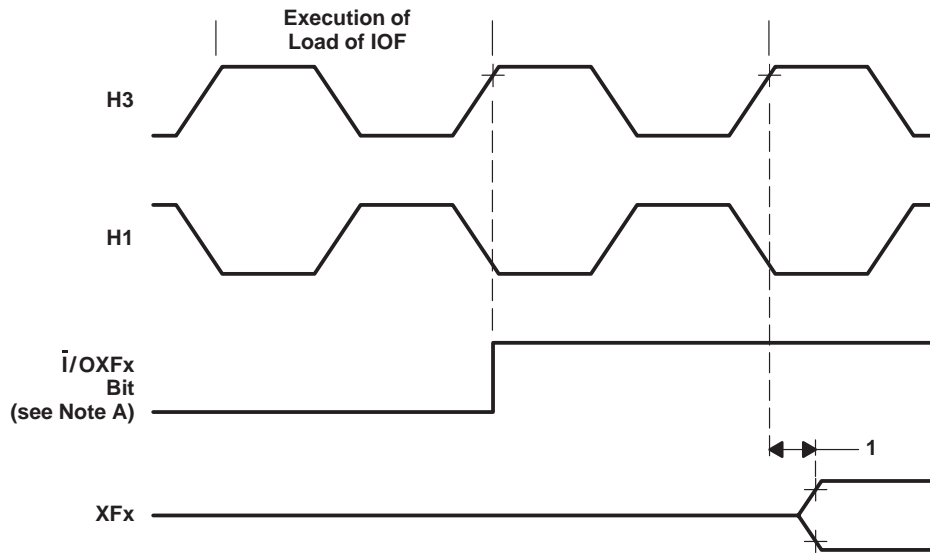 Execution of
Load of IOF
H3
H1
Ī/OXFx
Bit
(see Note A)
1
XFx